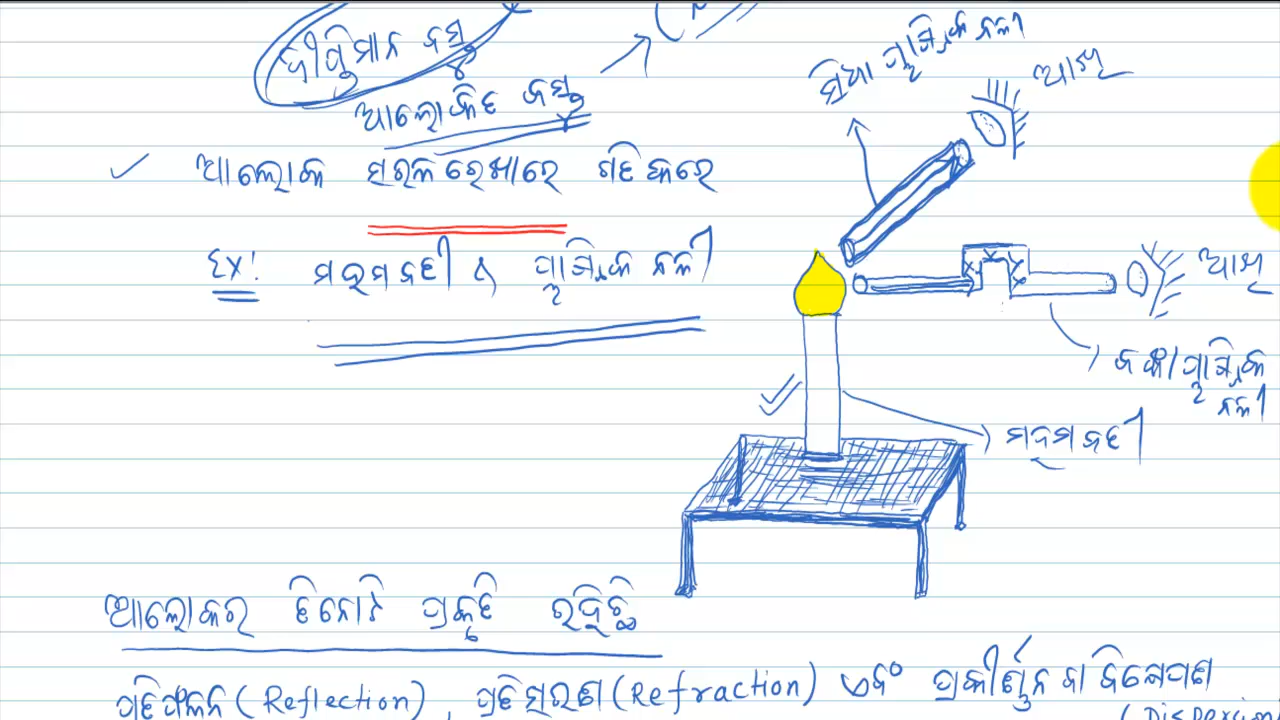 ଦୀପ୍ତିମାନ ବସ୍ତୁ
ଆଲୋକିତ ବସ୍ତୁ
ଆଲୋକ ସରଳରେଖାରେ ଗତି କରେ
Ex: ମହମବତୀ ଓ ପ୍ଲାଷ୍ଟିକ ନଳୀ
ସିଧା ପ୍ଲାଷ୍ଟିକ ନଳୀ
ଆଖି
ଆଖି
ବଙ୍କା ପ୍ଲାଷ୍ଟିକ
ନଳୀ
ମହମବତୀ
ଆଲୋକର ତିନୋଟି ପ୍ରକୃତି ରହିଛି
ପ୍ରତିଫଳନ (Reflection), ପ୍ରତିସରଣ (Refraction) ଏବଂ ପ୍ରକୀର୍ଣ୍ଣନ ବା ବିକ୍ଷେପଣ